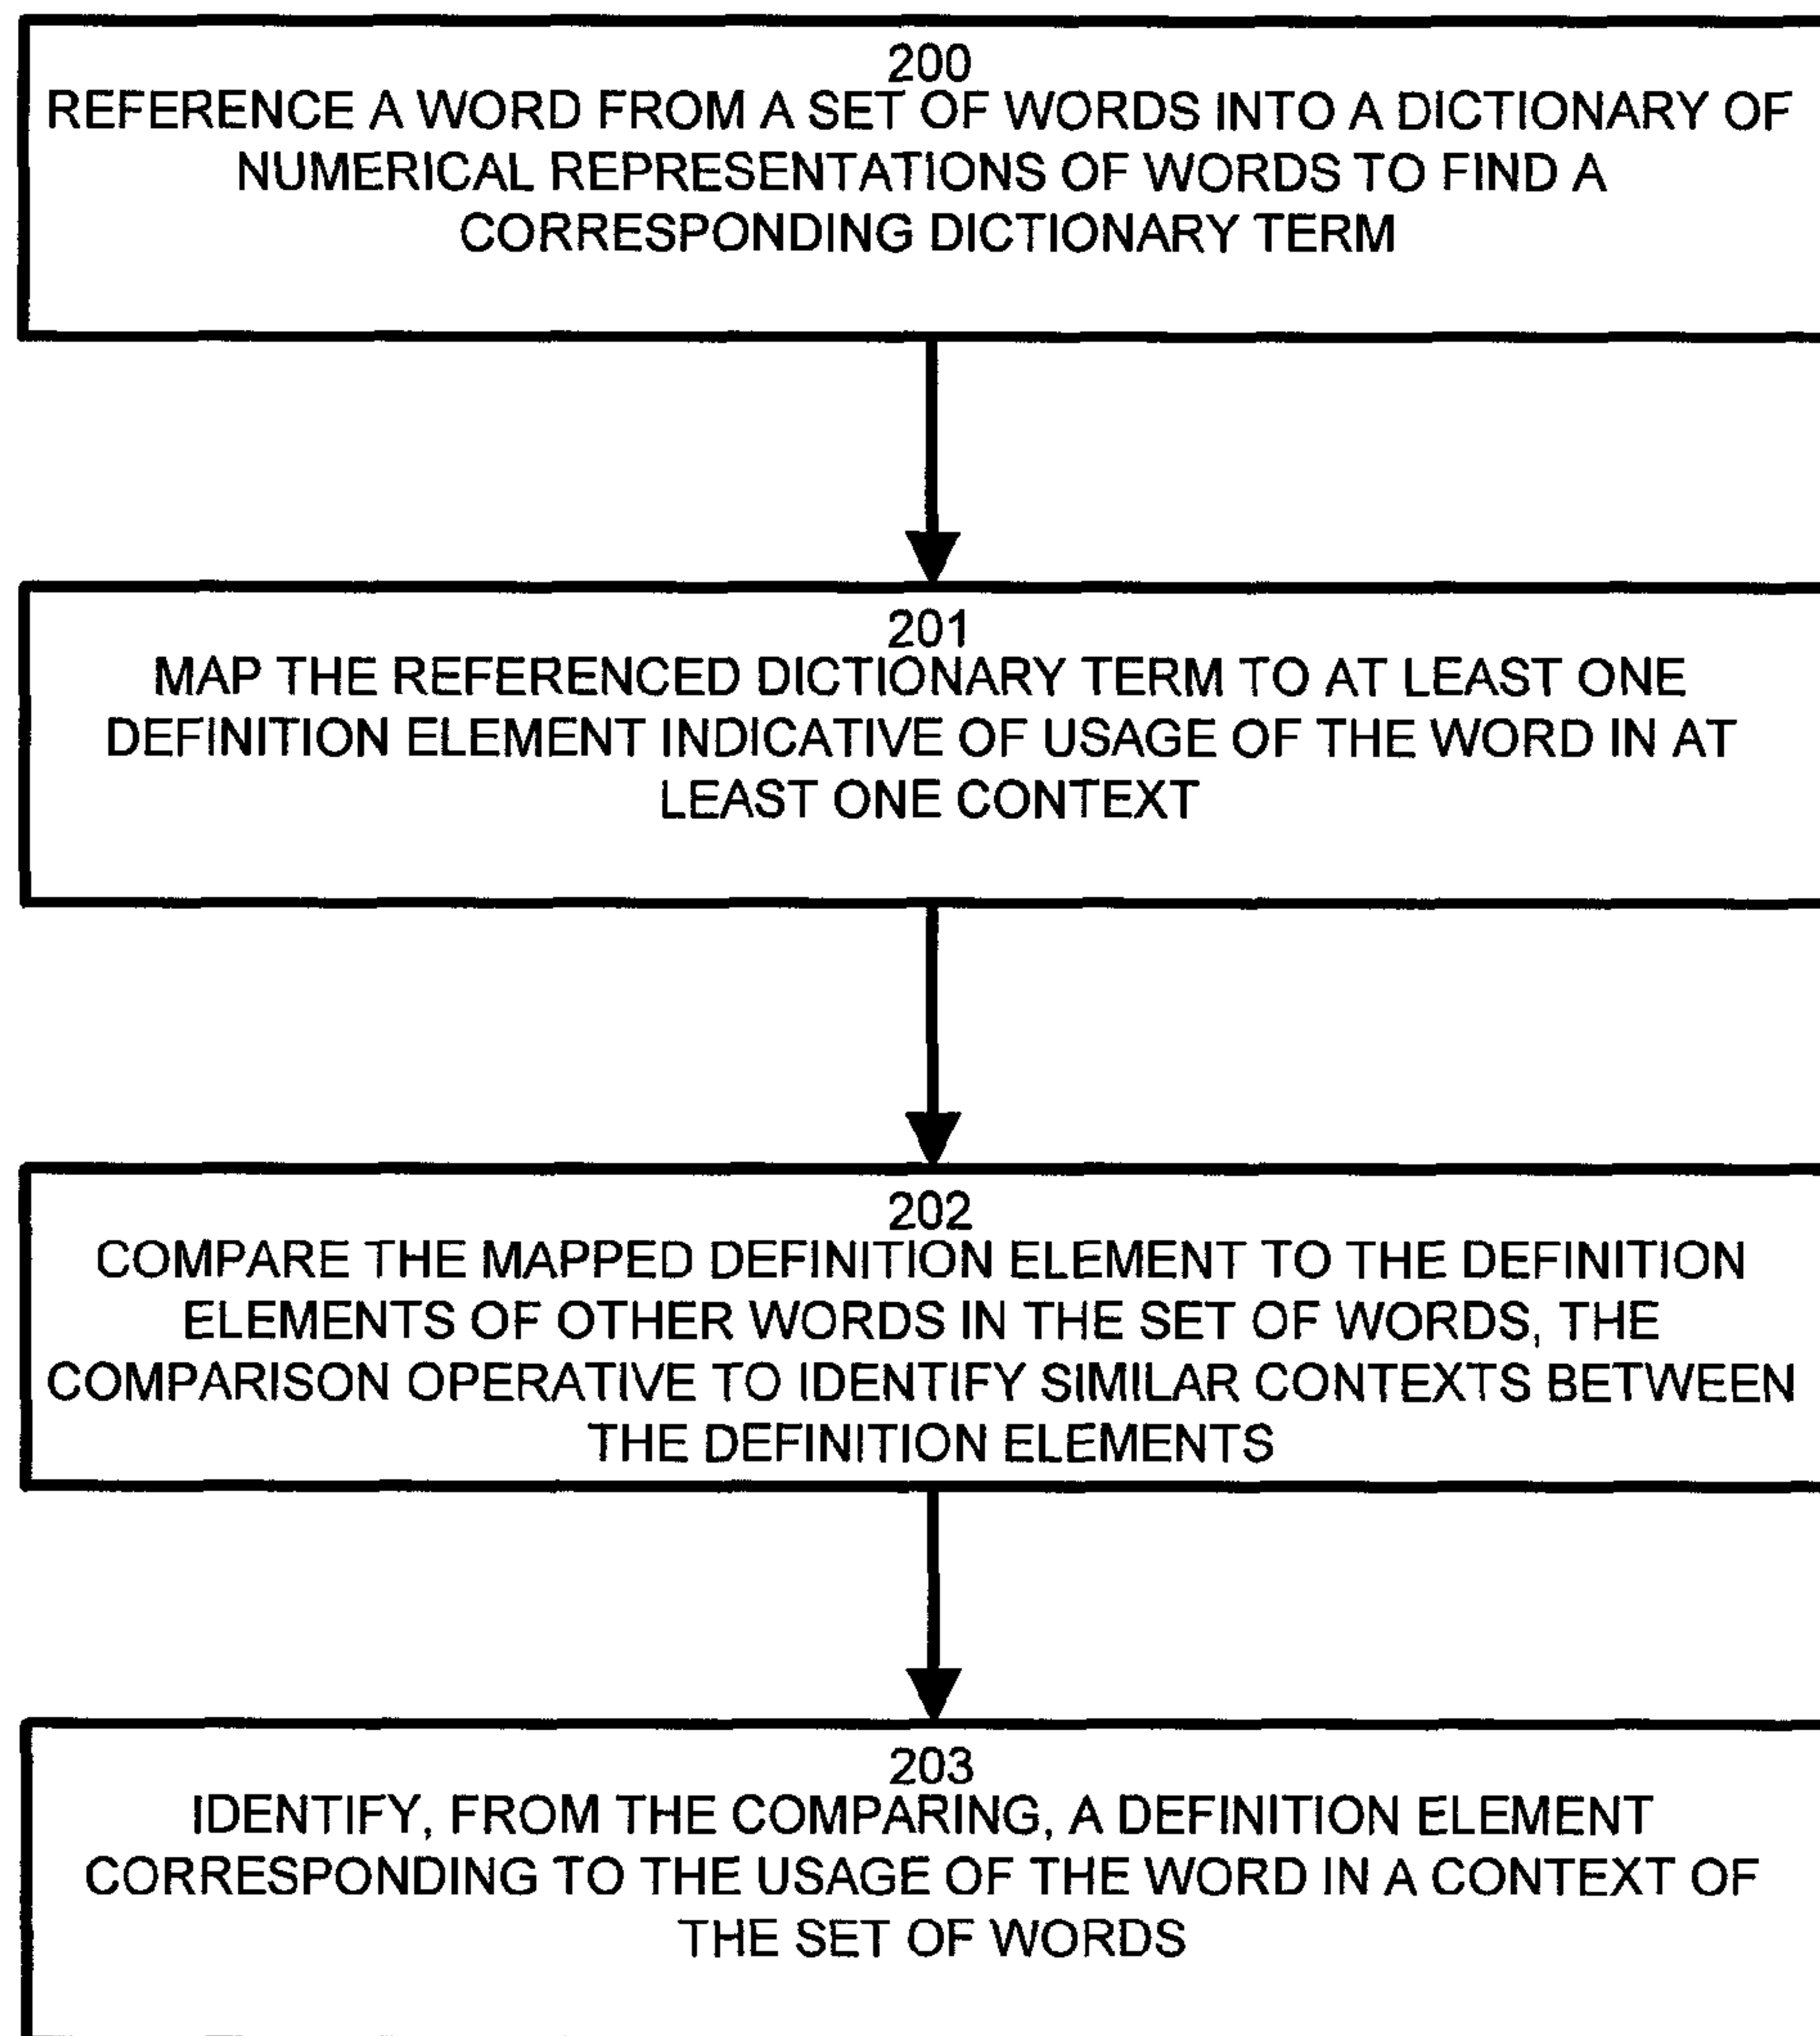 200
REFERENCE A WORD FROM A SET OF WORDS INTO A DICTIONARY OF
NUMERICAL REPRESENTATIONS OF WORDS TO FIND A
CORRESPONDING DICTIONARY TERM
201
MAP THE REFERENCED DICTIONARY TERM TO AT LEAST ONE
DEFINITION ELEMENT INDICATIVE OF USAGE OF THE WORD IN AT
LEAST ONE CONTEXT
202
COMPARE THE MAPPED DEFINITION ELEMENT TO THE DEFINITION
ELEMENTS OF OTHER WORDS IN THE SET OF WORDS, THE
COMPARISON OPERATIVE TO IDENTIFY SIMILAR CONTEXTS BETWEEN
THE DEFINITION ELEMENTS
203
IDENTIFY, FROM THE COMPARING, A DEFINITION ELEMENT
CORRESPONDING TO THE USAGE OF THE WORD IN A CONTEXT OF
THE SET OF WORDS